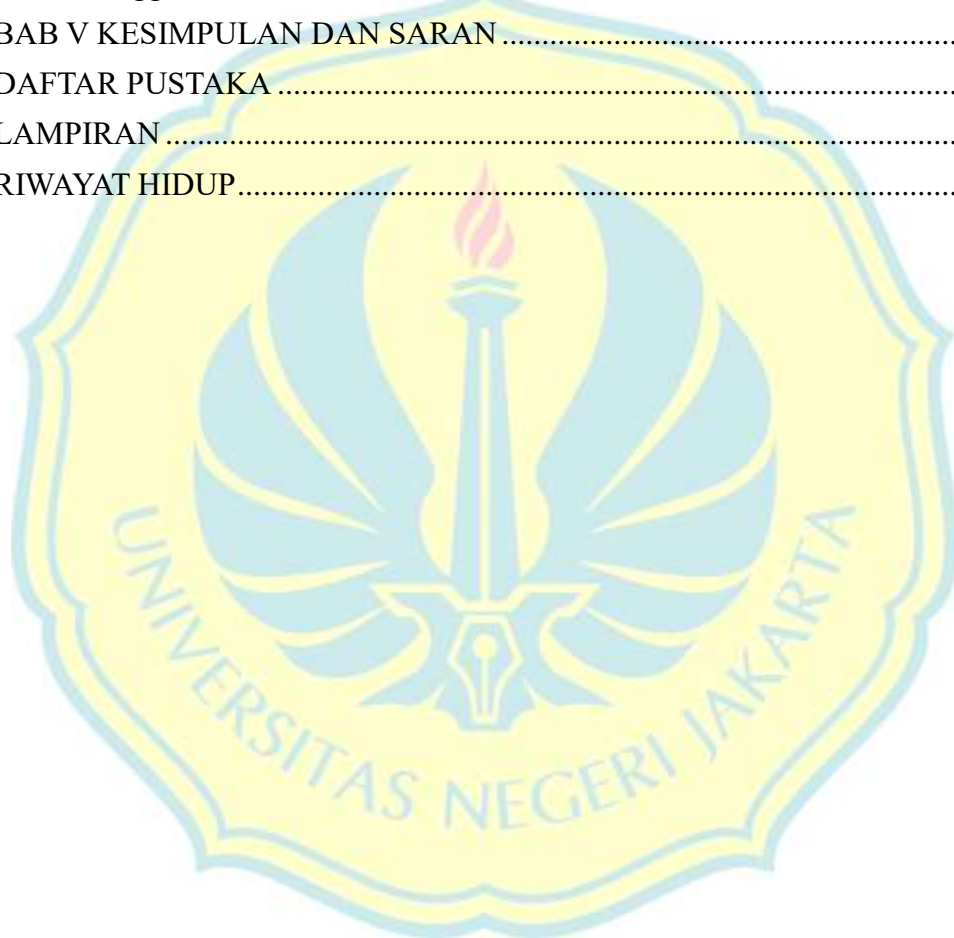 BAB V KESIMPULAN DAN SARAN ..........................................................
DAFTAR PUSTAKA .......................................................................................
LAMPIRAN .....................................................................................................
RIWAYAT HIDUP ............................................................................................
UNIVERSITAS NEGERI JAKARTA